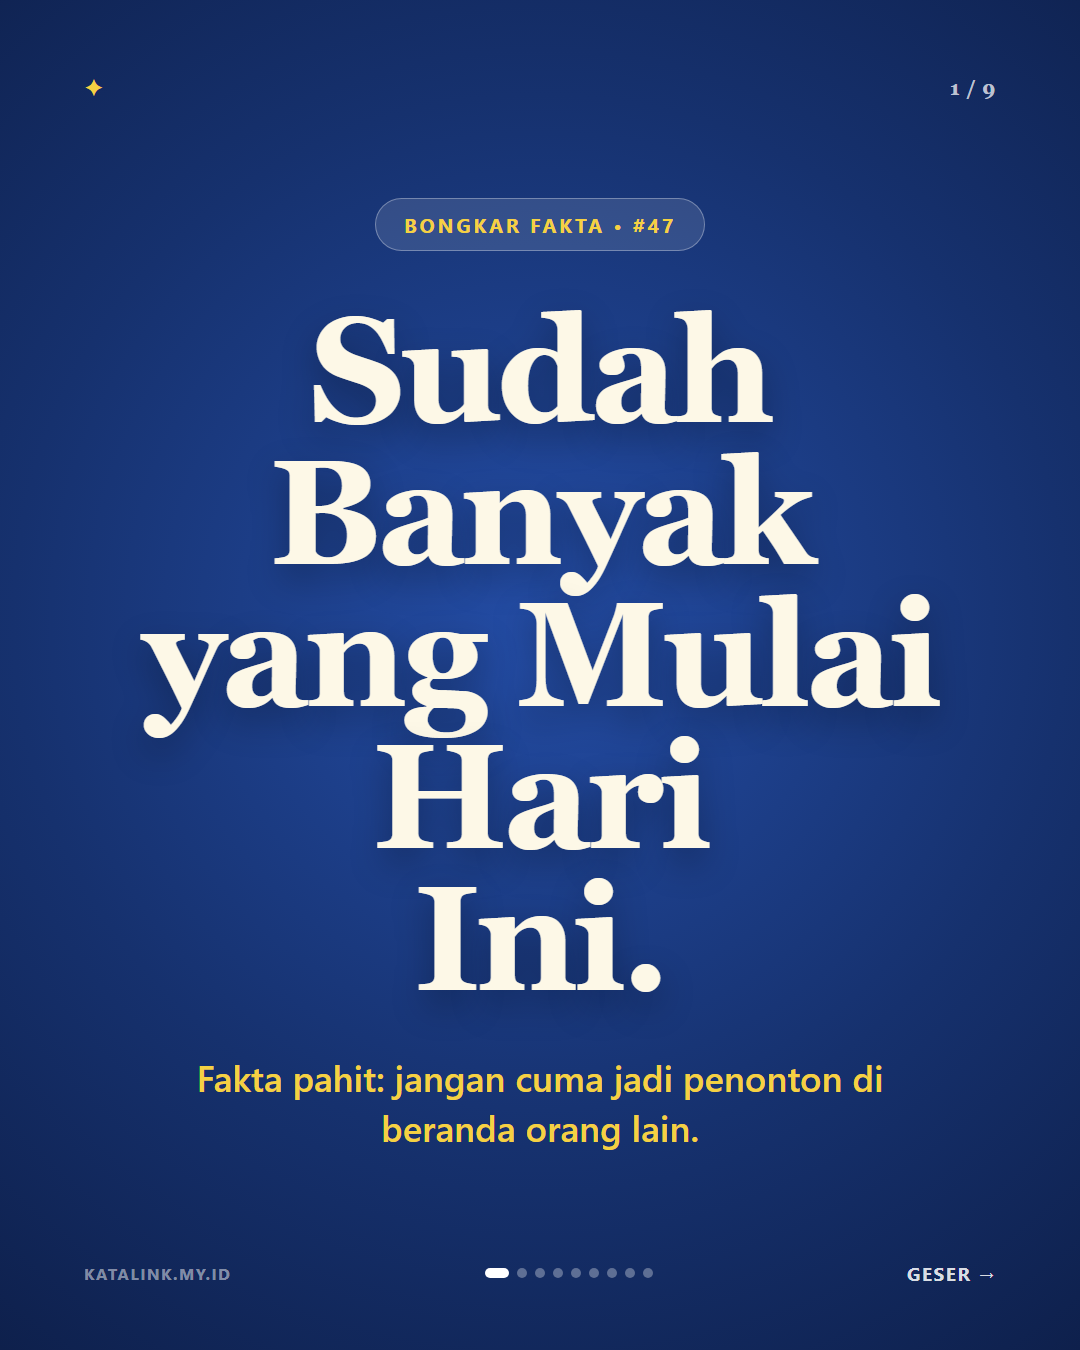 ✦
1 / 9
BONGKAR FAKTA • #47
Sudah
Banyak
yang Mulai
Hari
Ini.
Fakta pahit: jangan cuma jadi penonton di
beranda orang lain.
KATALINK.MY.ID
GESER →